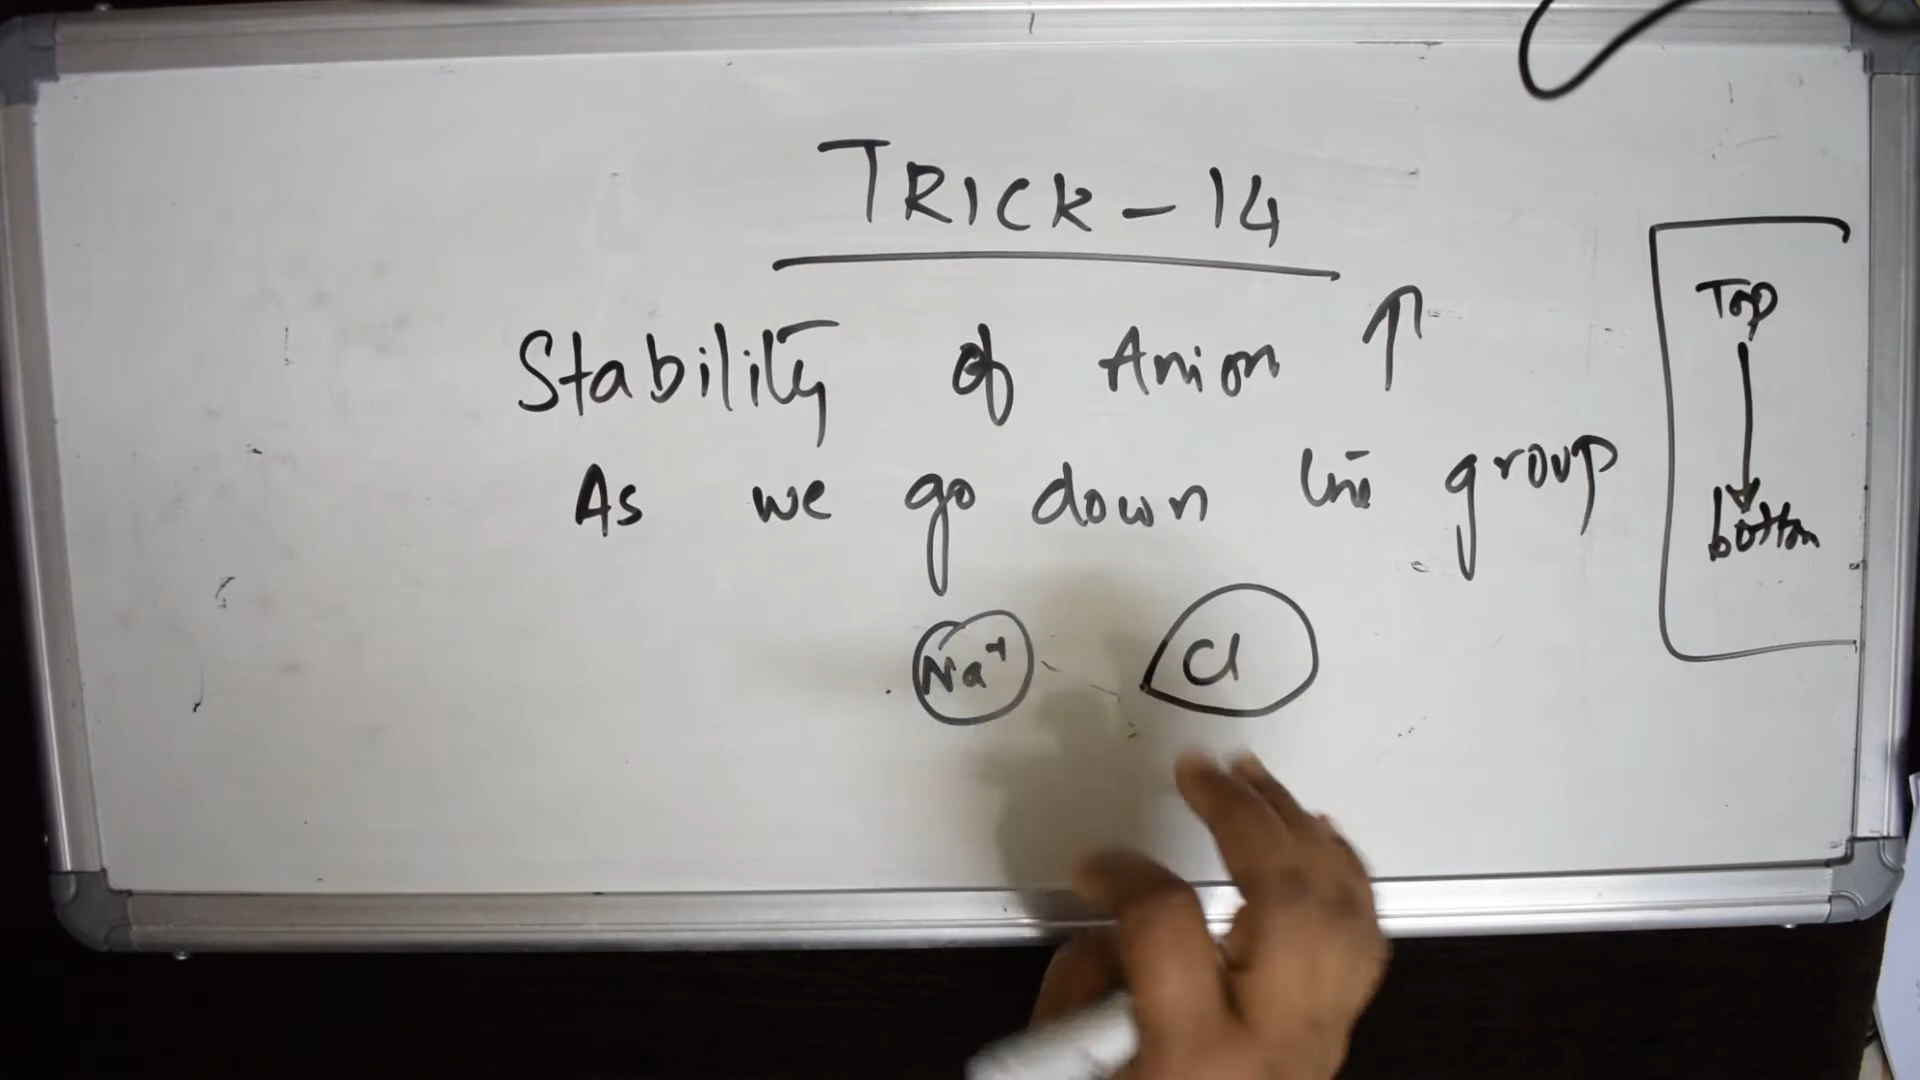 TRICK - 14
Stability of Anion ↑
As we go down the group
Na⁺ Cl
Top
bottom